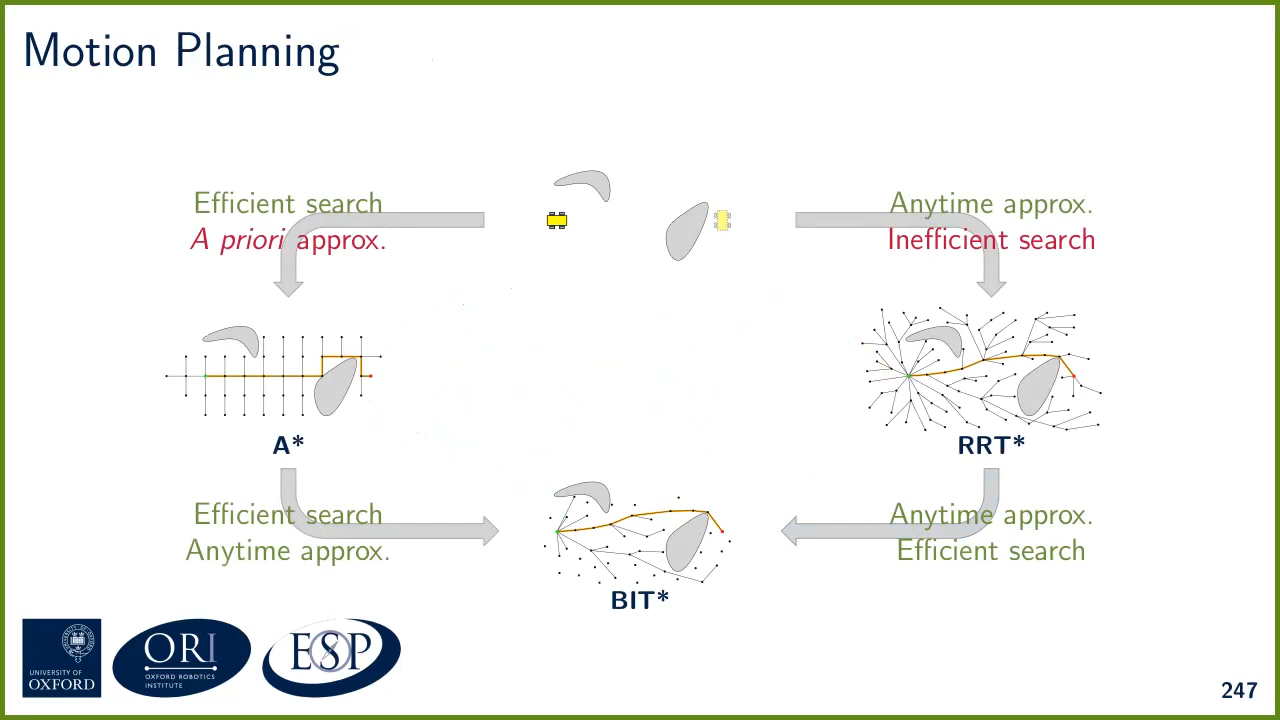 Motion Planning
Efficient search
A priori approx.
Anytime approx.
Inefficient search
A*
RRT*
Efficient search
Anytime approx.
Anytime approx.
Efficient search
BIT*
UNIVERSITY OF
OXFORD
ORI
OXFORD ROBOTICS
INSTITUTE
ESP
247